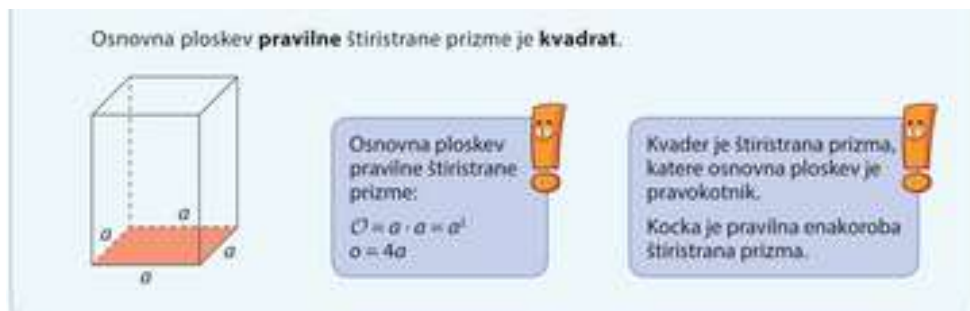 Osnovna ploskev pravilne štiristrane prizme je kvadrat.
a
a
a
a
Osnovna ploskev
pravilne štiristrane
prizme:
O = a · a = a²
o = 4a
Kvader je štiristrana prizma,
katere osnovna ploskev je
pravokotnik.
Kocka je pravilna enakoroba
štiristrana prizma.